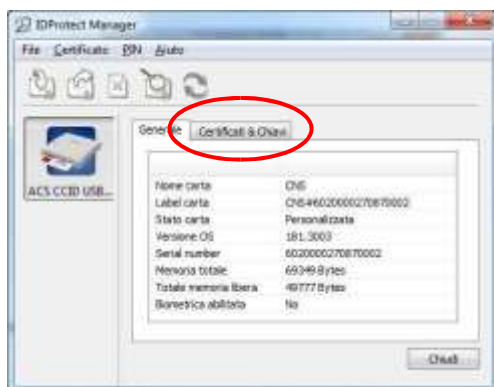 IDProtect Manager
File Certificato PIN Aiuto
Generale Certificati & Chiavi
ACS CCID USB...
Nome carta CNS
Label carta CNS#6020000270870002
Stato carta Personalizzata
Versione OS 181.3003
Serial number 6020000270870002
Memoria totale 69349 Bytes
Totale memoria libera 49777 Bytes
Biometrica abilitata No
Chiudi